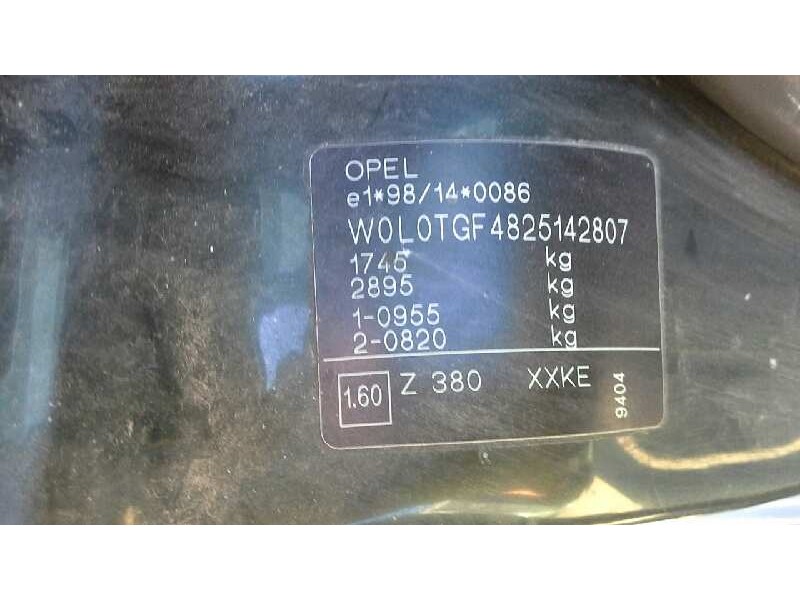 OPEL
e1*98/14*0086
W0L0TGF4825142807
1745 kg
2895 kg
1-0955 kg
2-0820 kg
1.60 Z 380 XXKE
9404